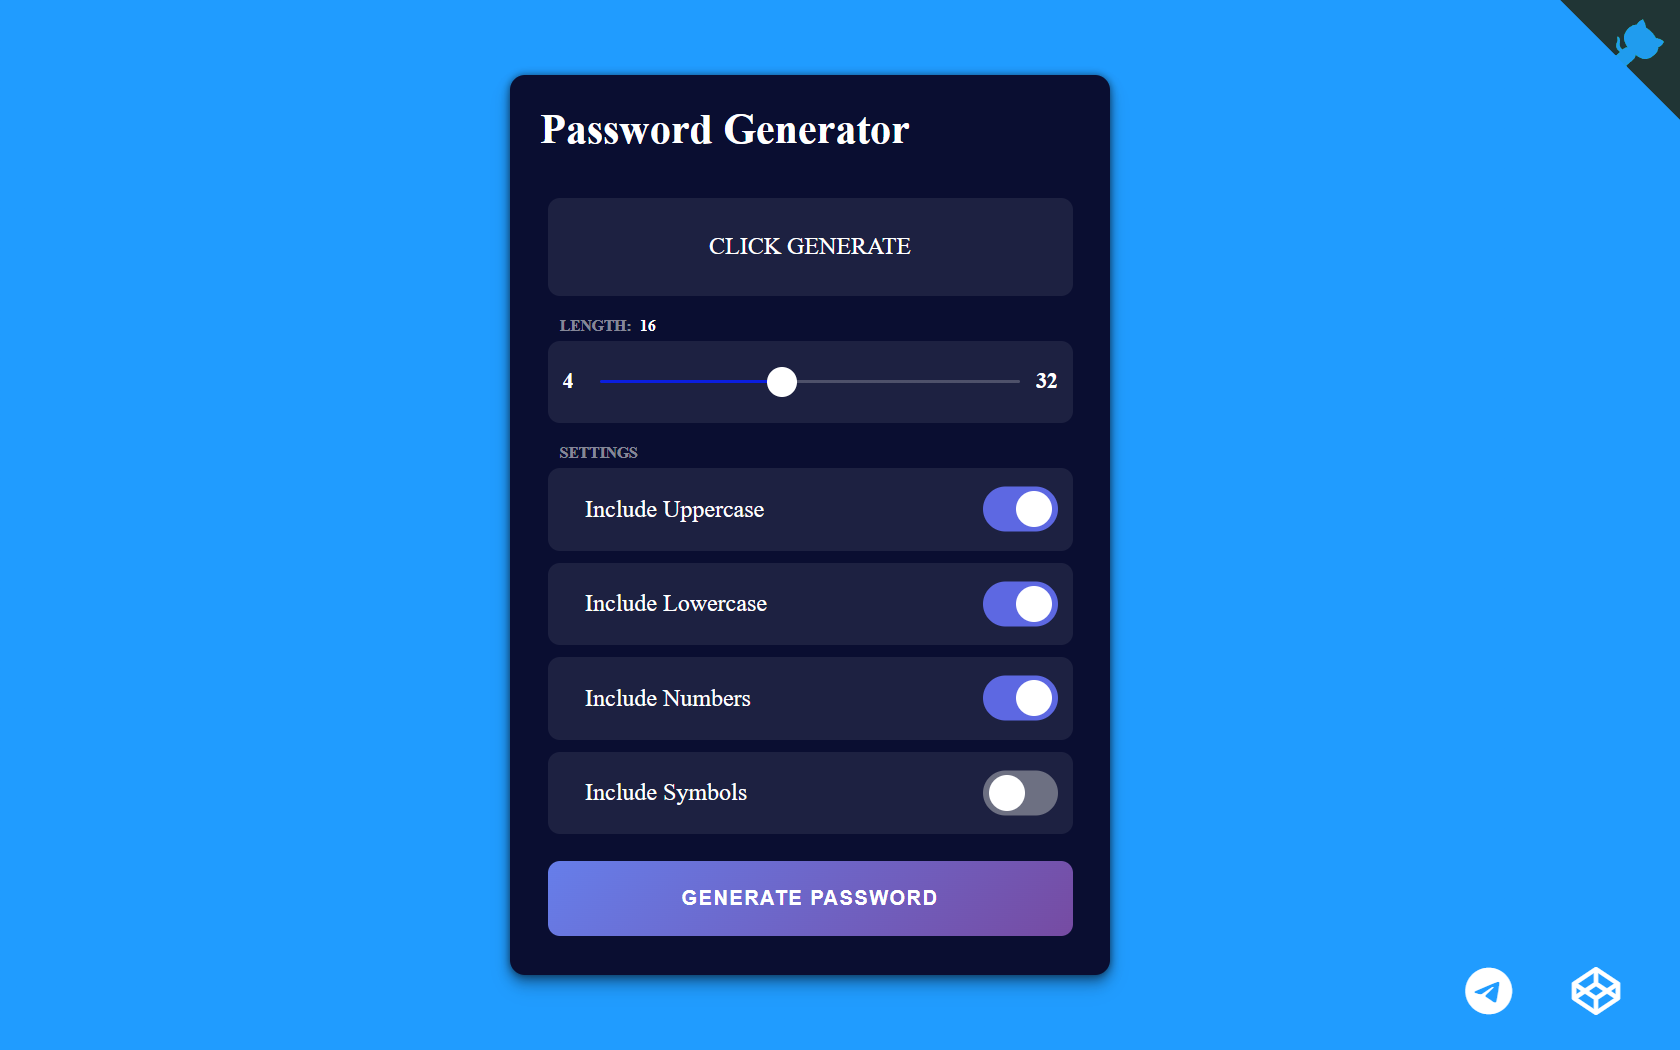 Password Generator
CLICK GENERATE
LENGTH: 16
4 32
SETTINGS
Include Uppercase
Include Lowercase
Include Numbers
Include Symbols
GENERATE PASSWORD